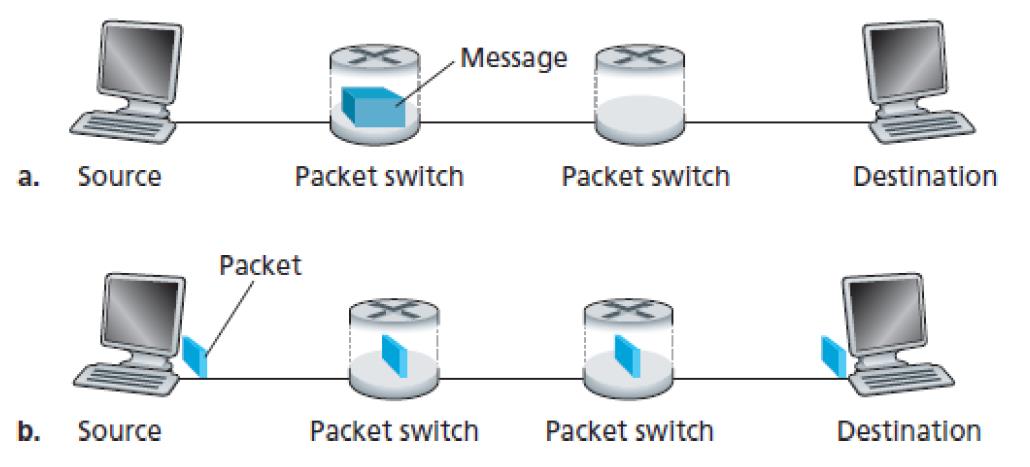 Message
a. Source Packet switch Packet switch Destination
Packet
b. Source Packet switch Packet switch Destination